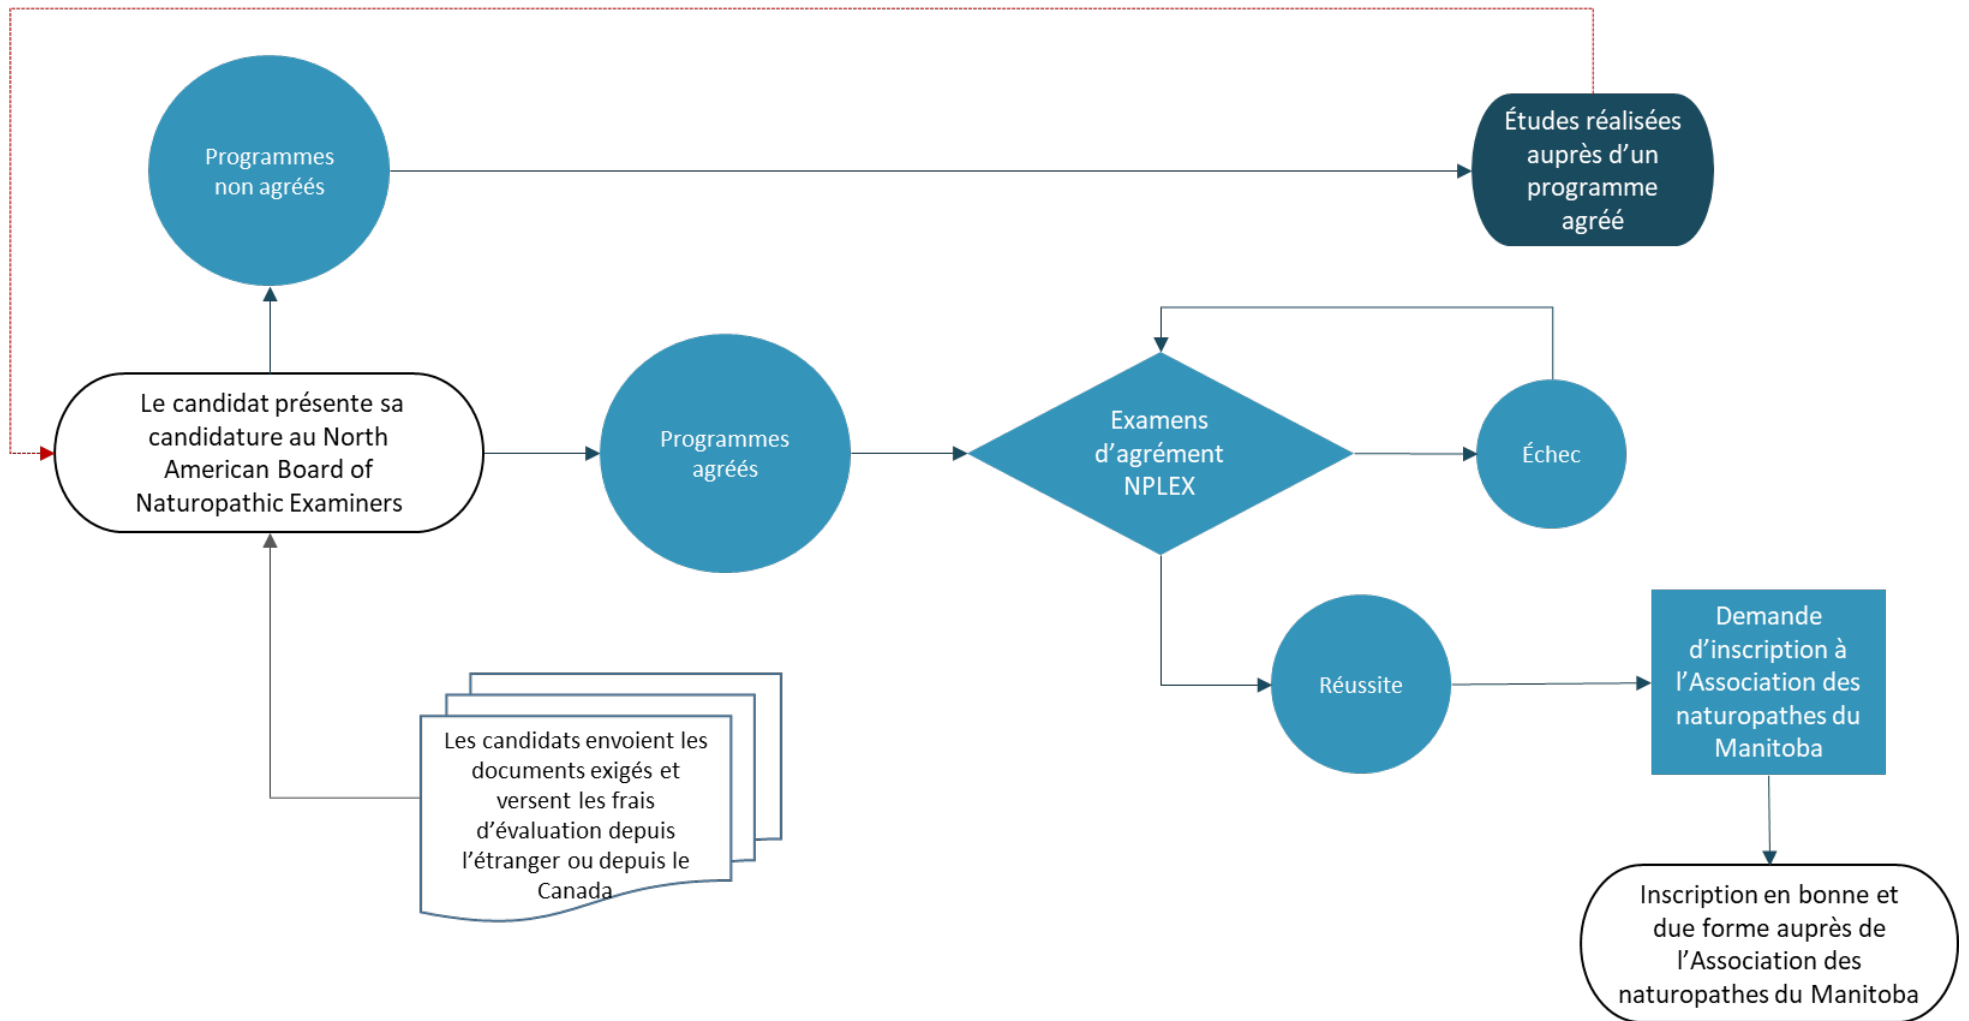 Programmes
non agréés
Études réalisées
auprès d’un
programme
agréé
Le candidat présente sa
candidature au North
American Board of
Naturopathic Examiners
Programmes
agréés
Examens
d’agrément
NPLEX
Échec
Réussite
Demande
d’inscription à
l’Association des
naturopathes du
Manitoba
Les candidats envoient les
documents exigés et
versent les frais
d’évaluation depuis
l’étranger ou depuis le
Canada
Inscription en bonne et
due forme auprès de
l’Association des
naturopathes du Manitoba